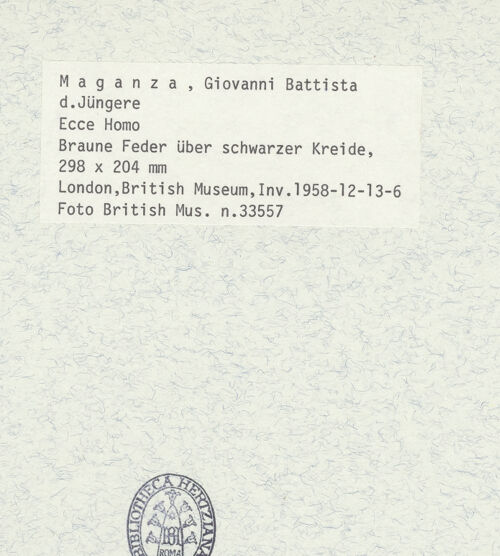 Maganza, Giovanni Battista
d.Jüngere
Ecce Homo
Braune Feder über schwarzer Kreide,
298 x 204 mm
London,British Museum,Inv.1958-12-13-6
Foto British Mus. n.33557
BIBLIOTHECA HERTZIANA
ROMA